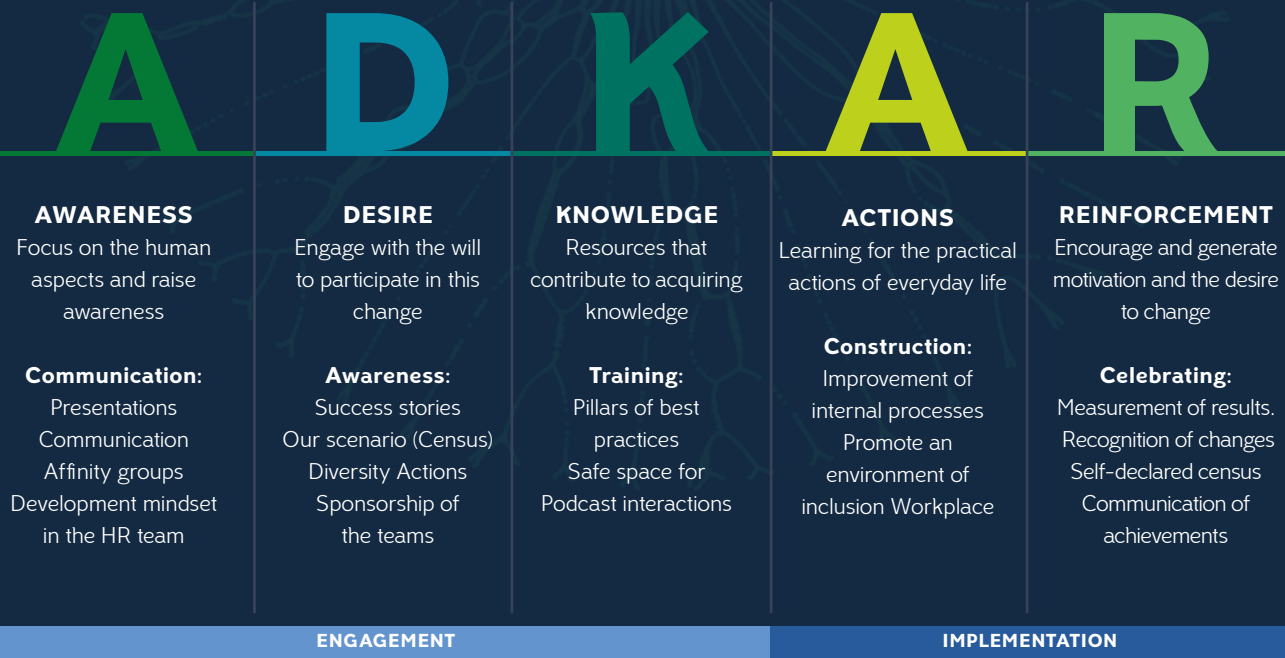 A
D
K
A
R
AWARENESS
Focus on the human
aspects and raise
awareness
Communication:
Presentations
Communication
Affinity groups
Development mindset
in the HR team
DESIRE
Engage with the will
to participate in this
change
Awareness:
Success stories
Our scenario (Census)
Diversity Actions
Sponsorship of
the teams
KNOWLEDGE
Resources that
contribute to acquiring
knowledge
Training:
Pillars of best
practices
Safe space for
Podcast interactions
ACTIONS
Learning for the practical
actions of everyday life
Construction:
Improvement of
internal processes
Promote an
environment of
inclusion Workplace
REINFORCEMENT
Encourage and generate
motivation and the desire
to change
Celebrating:
Measurement of results.
Recognition of changes
Self-declared census
Communication of
achievements
ENGAGEMENT
IMPLEMENTATION